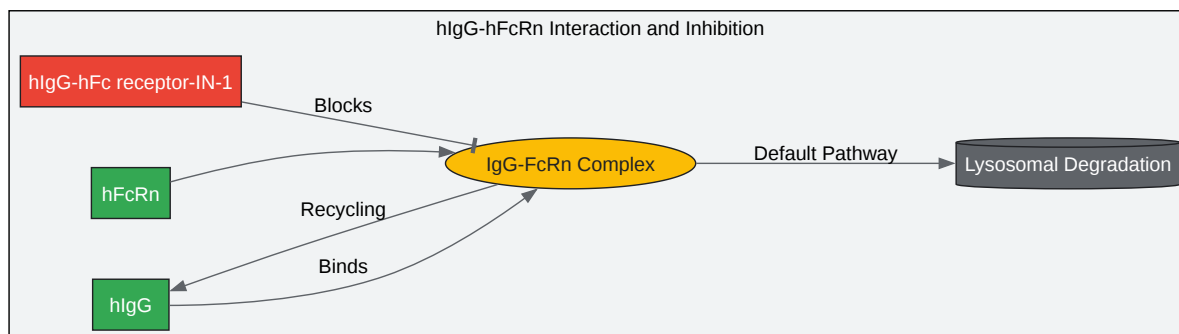 hIgG-hFcRn Interaction and Inhibition
hIgG-hFc receptor-IN-1
Blocks
IgG-FcRn Complex
Default Pathway
Lysosomal Degradation
hFcRn
Recycling
Binds
hIgG